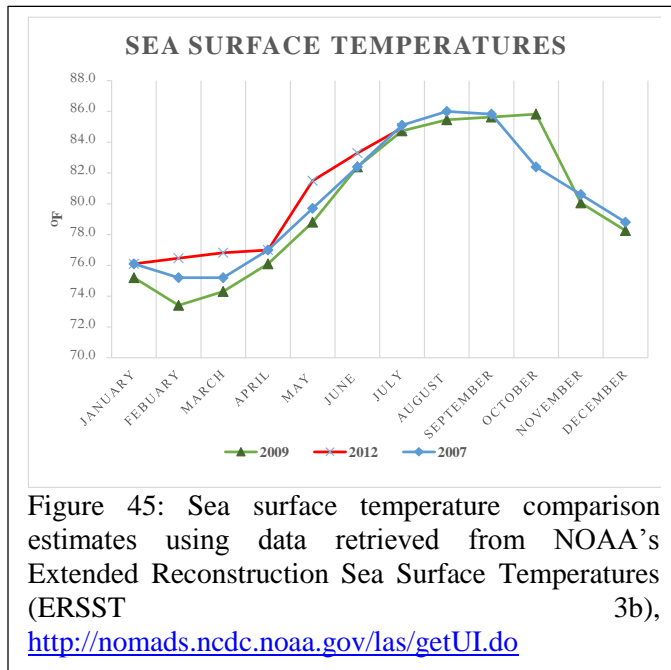 SEA SURFACE TEMPERATURES
88.0
86.0
84.0
82.0
80.0
78.0
76.0
74.0
72.0
70.0
°F
JANUARY
FEBUARY
MARCH
APRIL
MAY
JUNE
JULY
AUGUST
SEPTEMBER
OCTOBER
NOVEMBER
DECEMBER
2009 2012 2007
Figure 45: Sea surface temperature comparison
estimates using data retrieved from NOAA's
Extended Reconstruction Sea Surface Temperatures
(ERSST 3b),
http://nomads.ncdc.noaa.gov/las/getUI.do